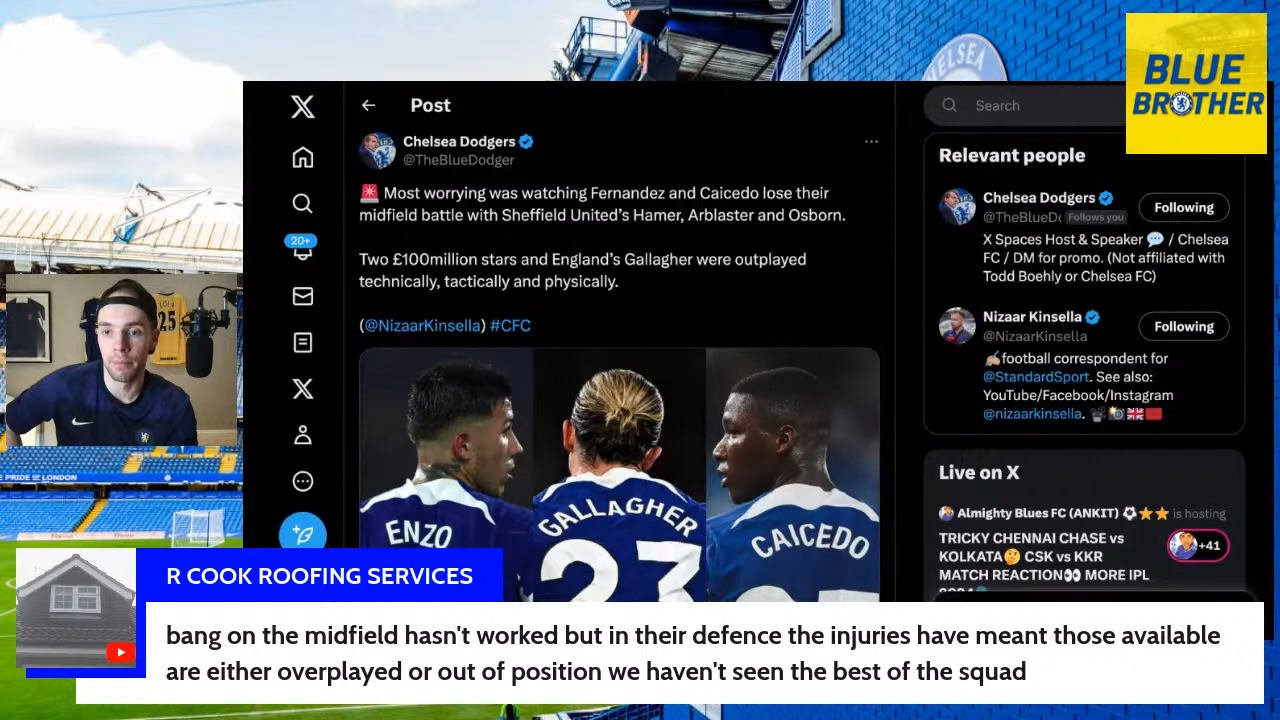 CHELSEA
BLUE
BROTHER
Post
Search
Chelsea Dodgers
@TheBlueDodger
🚨 Most worrying was watching Fernandez and Caicedo lose their
midfield battle with Sheffield United's Hamer, Arblaster and Osborn.
Two £100million stars and England's Gallagher were outplayed
technically, tactically and physically.
(@NizaarKinsella) #CFC
20+
ENZO
GALLAGHER
23
CAICEDO
25
Relevant people
Chelsea Dodgers
@TheBlueDo Follows you
Following
X Spaces Host & Speaker 💬 / Chelsea
FC / DM for promo. (Not affiliated with
Todd Boehly or Chelsea FC)
Nizaar Kinsella
@NizaarKinsella
Following
✍🏼football correspondent for
@StandardSport. See also:
YouTube/Facebook/Instagram
@nizaarkinsella. 🎥📸🇬🇧🇲🇦
Live on X
Almighty Blues FC (ANKIT) ⚽⭐⭐ is hosting
TRICKY CHENNAI CHASE vs
KOLKATA🤔 CSK vs KKR
MATCH REACTION👀 MORE IPL
+41
PRIDE OF LONDON
R COOK ROOFING SERVICES
bang on the midfield hasn't worked but in their defence the injuries have meant those available
are either overplayed or out of position we haven't seen the best of the squad